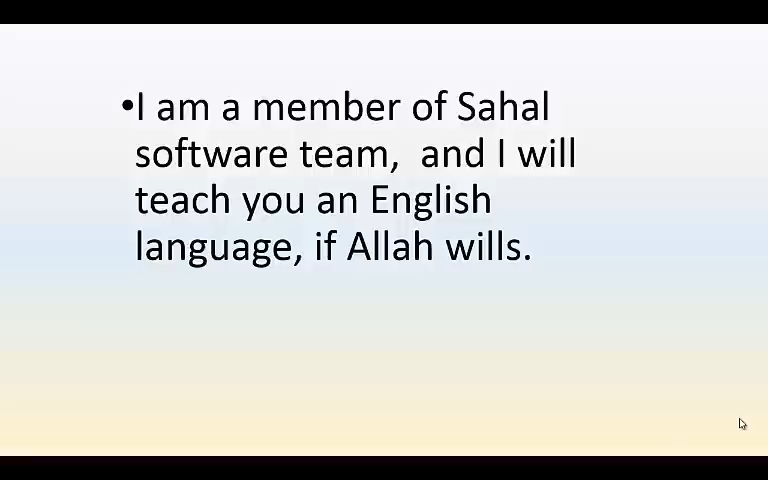 •I am a member of Sahal
software team,  and I will
teach you an English
language, if Allah wills.